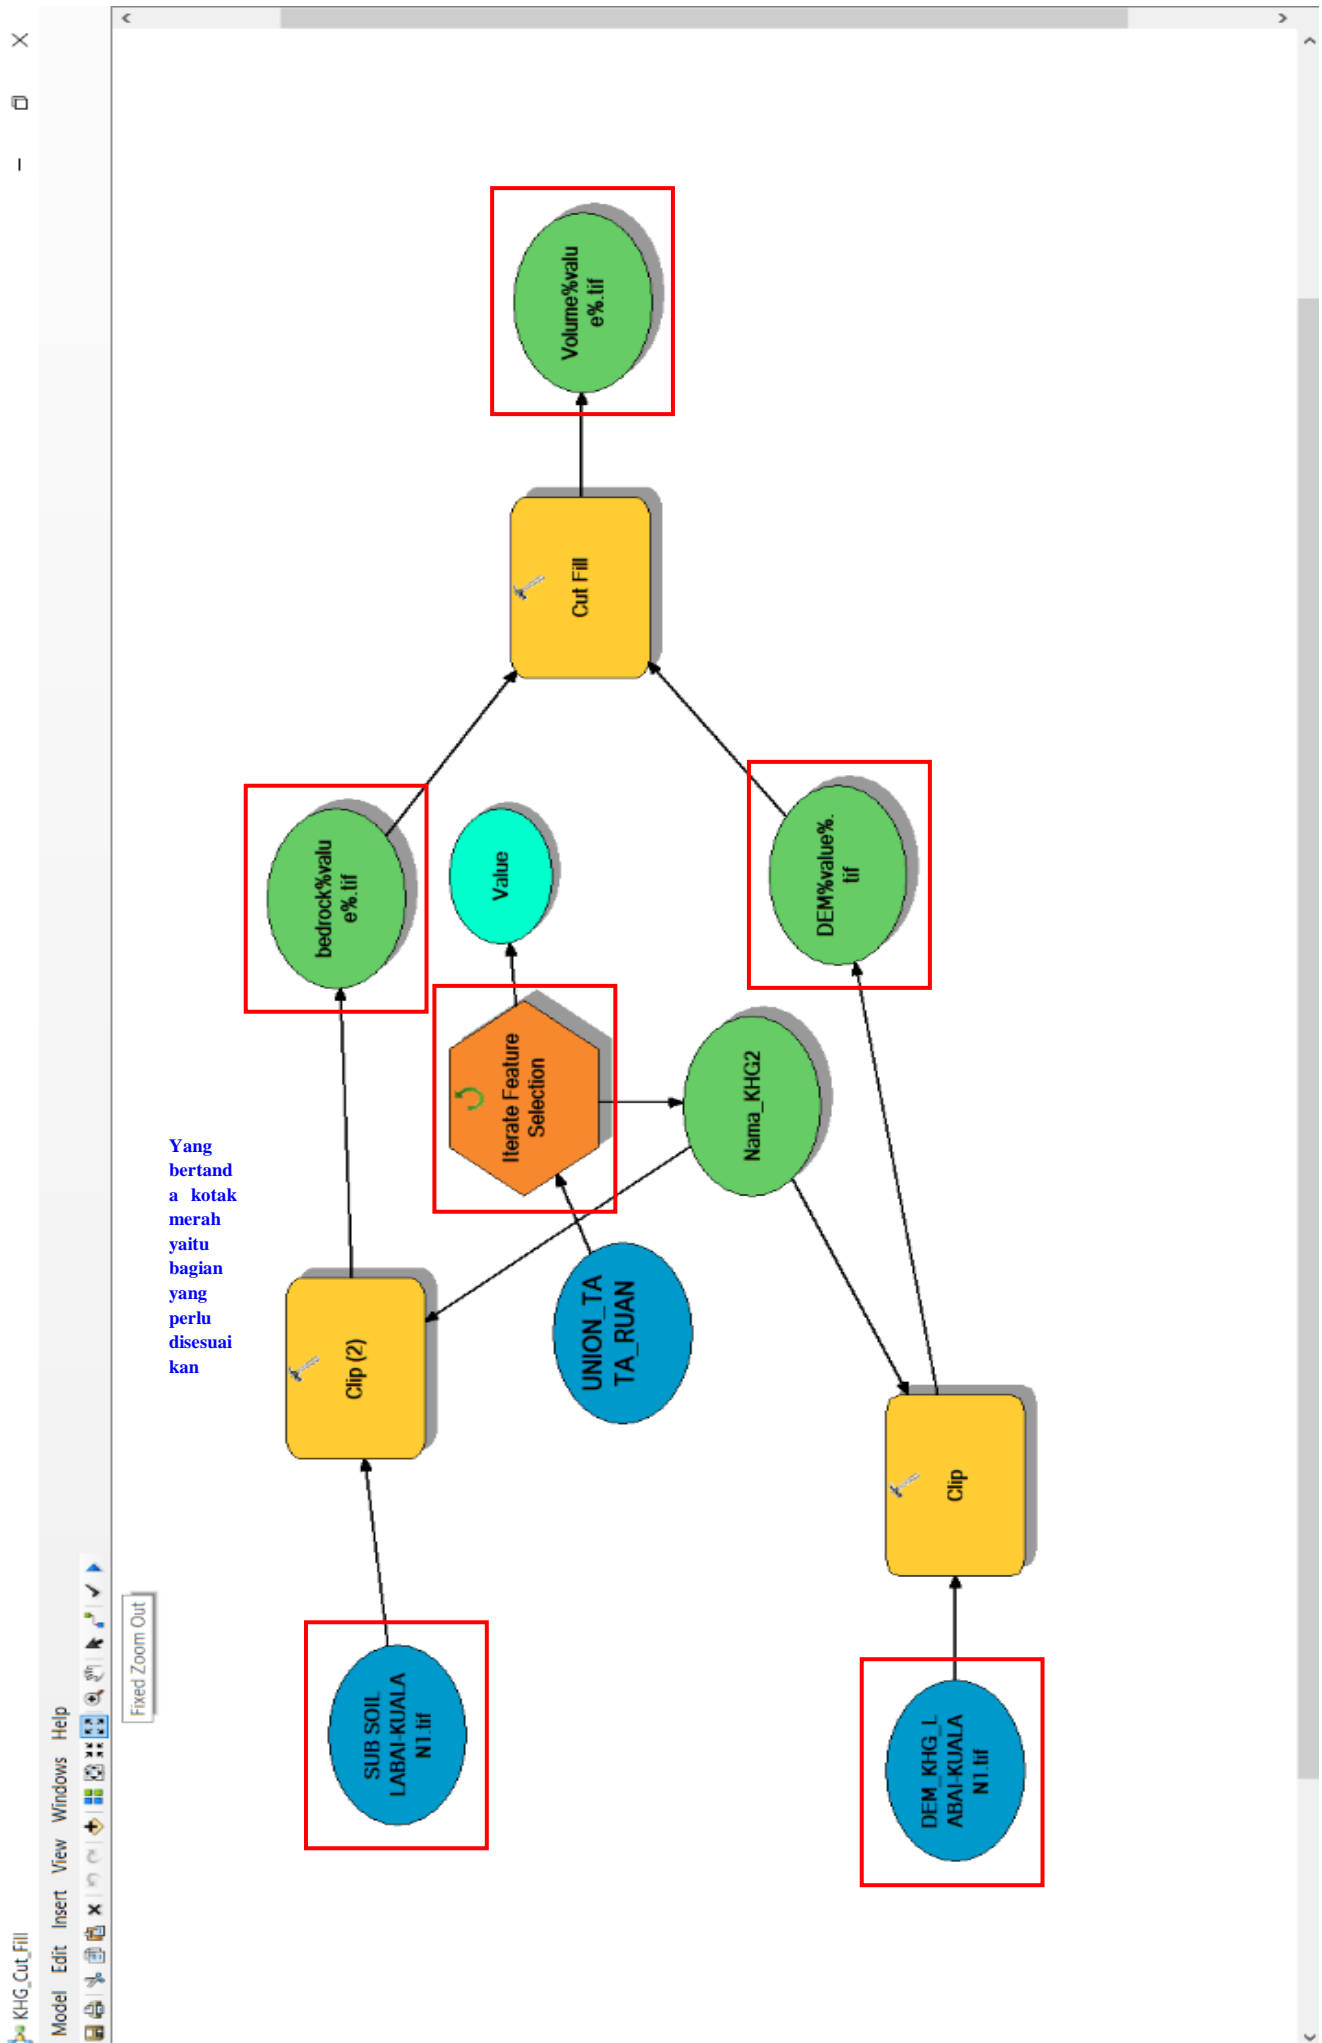 KHG_Cut_Fill
Model Edit Insert View Windows Help
Fixed Zoom Out
Yang
bertand
a kotak
merah
yaitu
bagian
yang
perlu
disesuai
kan
SUB SOIL
LABAI-KUALA
N1.tif
Clip (2)
bedrock%valu
e%.tif
UNION_TA
TA_RUAN
Iterate Feature
Selection
Value
Nama_KHG2
DEM_KHG_L
ABAI-KUALA
N1.tif
Clip
DEM%value%.
tif
Cut Fill
Volume%valu
e%.tif